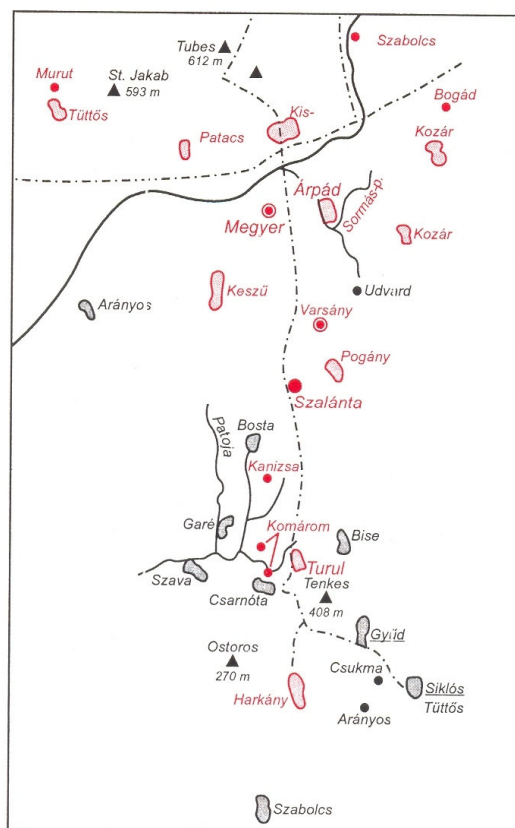 Tubes
612 m
Szabolcs
Murut
St. Jakab
593 m
Tüttős
Bogád
Kis-
Patacs
Kozár
Árpád
Sormás-p.
Megyer
Kozár
Keszű
Udvard
Arányos
Varsány
Pogány
Szalánta
Patoja
Bosta
Kanizsa
Garé
Komárom
Bise
Turul
Szava
Tenkes
408 m
Csarnóta
Gyűd
Ostoros
270 m
Csukma
Siklós
Tüttős
Harkány
Arányos
Szabolcs